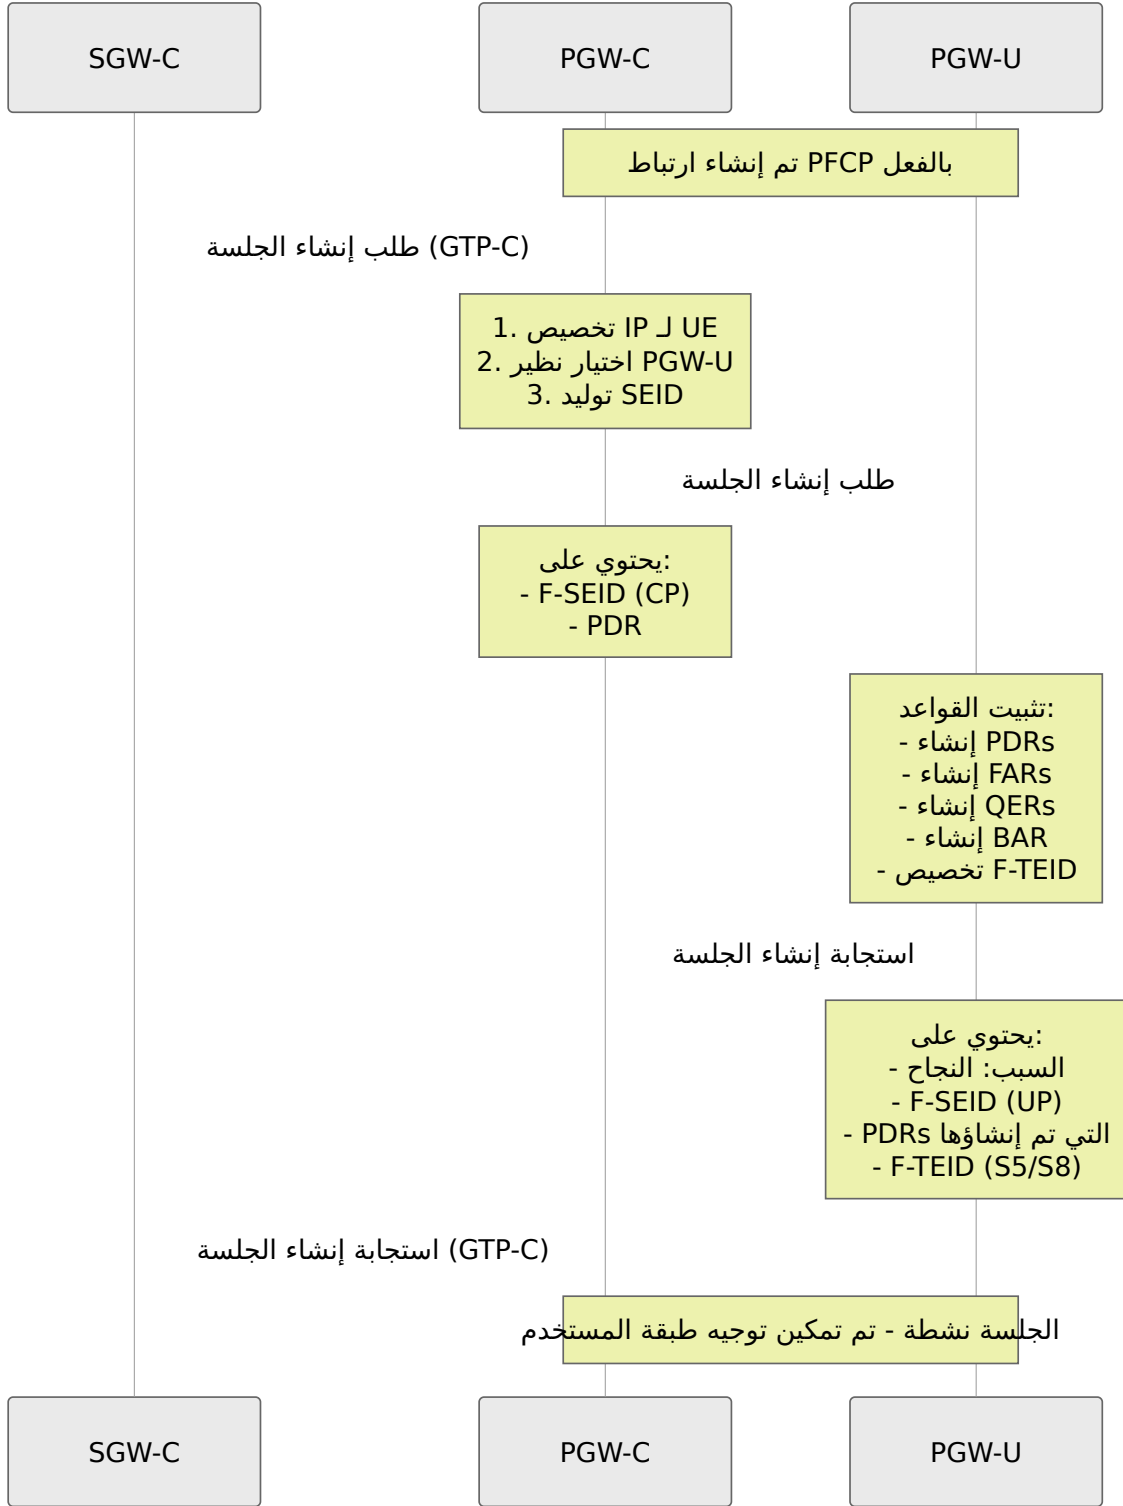 SGW-C
PGW-C
PGW-U
تم إنشاء ارتباط PFCP بالفعل
طلب إنشاء الجلسة (GTP-C)
1. تخصيص IP لـ UE
2. اختيار نظير PGW-U
3. توليد SEID
طلب إنشاء الجلسة
يحتوي على:
- F-SEID (CP)
- PDR
تثبيت القواعد:
- إنشاء PDRs
- إنشاء FARs
- إنشاء QERs
- إنشاء BAR
- تخصيص F-TEID
استجابة إنشاء الجلسة
يحتوي على:
- السبب: النجاح
- F-SEID (UP)
- PDRs التي تم إنشاؤها
- F-TEID (S5/S8)
استجابة إنشاء الجلسة (GTP-C)
الجلسة نشطة - تم تمكين توجيه طبقة المستخدم
SGW-C
PGW-C
PGW-U